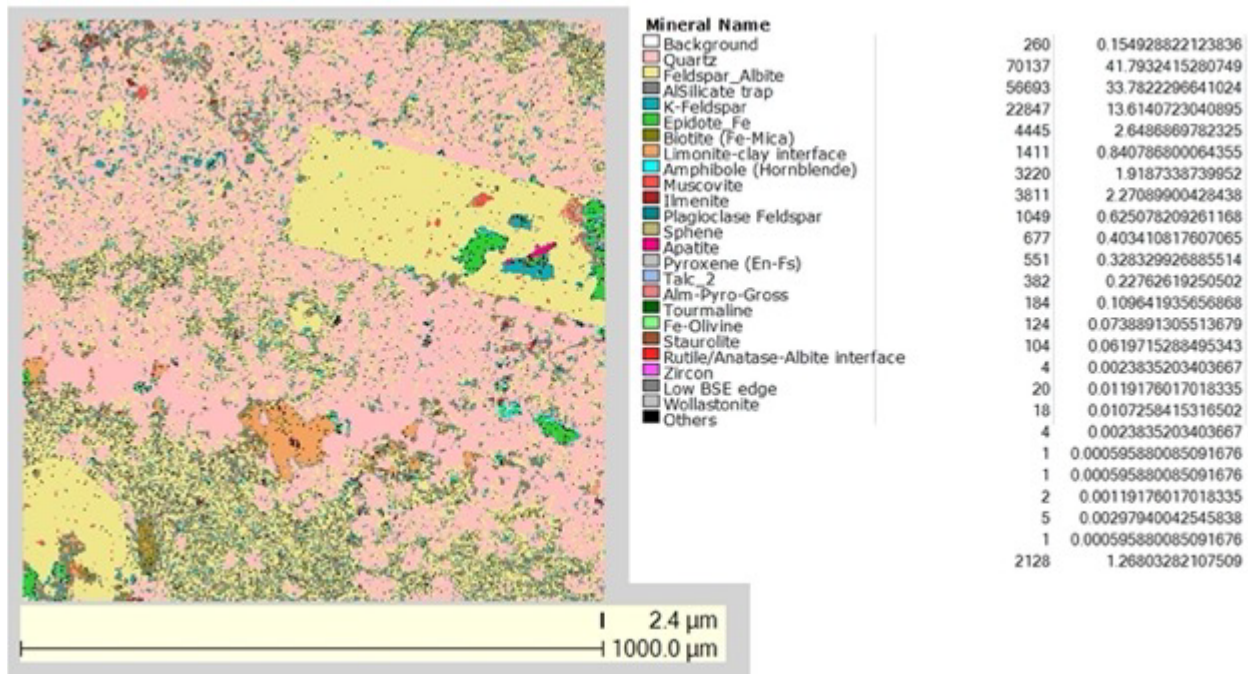 Mineral Name
Background 260 0.154928822123836
Quartz 70137 41.7932415280749
Feldspar_Albite 56693 33.7822296641024
AlSilicate trap 22847 13.6140723040895
K-Feldspar 4445 2.6486869782325
Epidote_Fe 1411 0.840786800064355
Biotite (Fe-Mica) 3220 1.9187338739952
Limonite-clay interface 3811 2.27089900428438
Amphibole (Hornblende) 1049 0.625078209261168
Muscovite 677 0.403410817607065
Ilmenite 551 0.328329926885514
Plagioclase Feldspar 382 0.22762619250502
Sphene 184 0.109641935656868
Apatite 124 0.0738891305513679
Pyroxene (En-Fs) 104 0.0619715288495343
Talc_2 4 0.0023835203403667
Alm-Pyro-Gross 20 0.0119176017018335
Tourmaline 18 0.0107258415316502
Fe-Olivine 4 0.0023835203403667
Staurolite 1 0.000595880085091676
Rutile/Anatase-Albite interface 1 0.000595880085091676
Zircon 2 0.00119176017018335
Low BSE edge 5 0.00297940042545838
Wollastonite 1 0.000595880085091676
Others 2128 1.26803282107509
2.4 µm
1000.0 µm